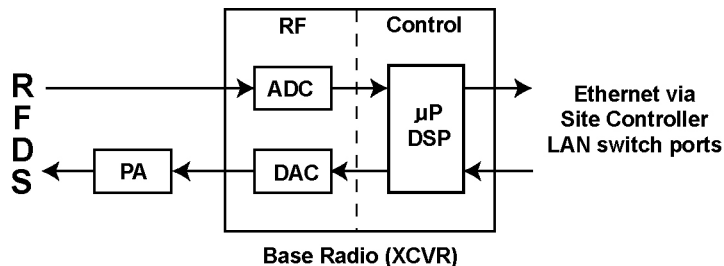 RF
Control
R
F
D
S
ADC
µP
DSP
PA
DAC
Ethernet via
Site Controller
LAN switch ports
Base Radio (XCVR)